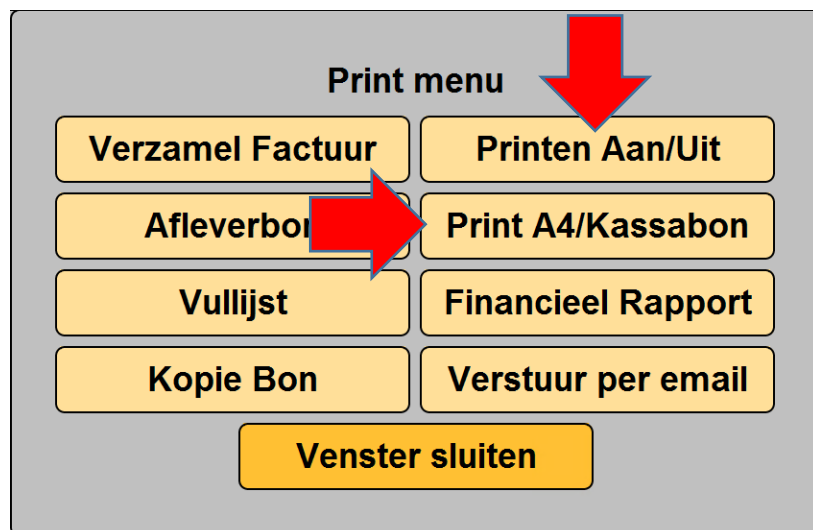 Print menu
Verzamel Factuur
Printen Aan/Uit
Afleverbon
Print A4/Kassabon
Vullijst
Financieel Rapport
Kopie Bon
Verstuur per email
Venster sluiten